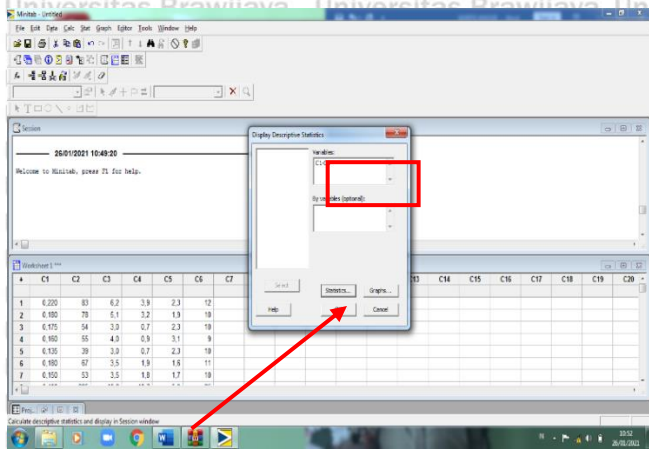 Universitas Brawijaya Universitas Brawijaya Un
Minitab - Untitled
File Edit Data Calc Stat Graph Editor Tools Window Help
Session
26/01/2021 10:49:20
Welcome to Minitab, press F1 for help.
Display Descriptive Statistics
Variables:
By variables (optional):
Select
Statistics... Graphs...
Help Cancel
Worksheet 1 ***
C1 C2 C3 C4 C5 C6 C7 C13 C14 C15 C16 C17 C18 C19 C20
1 0,220 83 6,2 3,9 2,3 12
2 0,180 78 5,1 3,2 1,9 10
3 0,175 54 3,0 0,7 2,3 10
4 0,160 55 4,0 0,9 3,1 9
5 0,135 39 3,0 0,7 2,3 10
6 0,180 67 3,5 1,9 1,6 11
7 0,150 53 3,5 1,8 1,7 10
Calculate descriptive statistics and display in Session window
10:52
26/01/2021